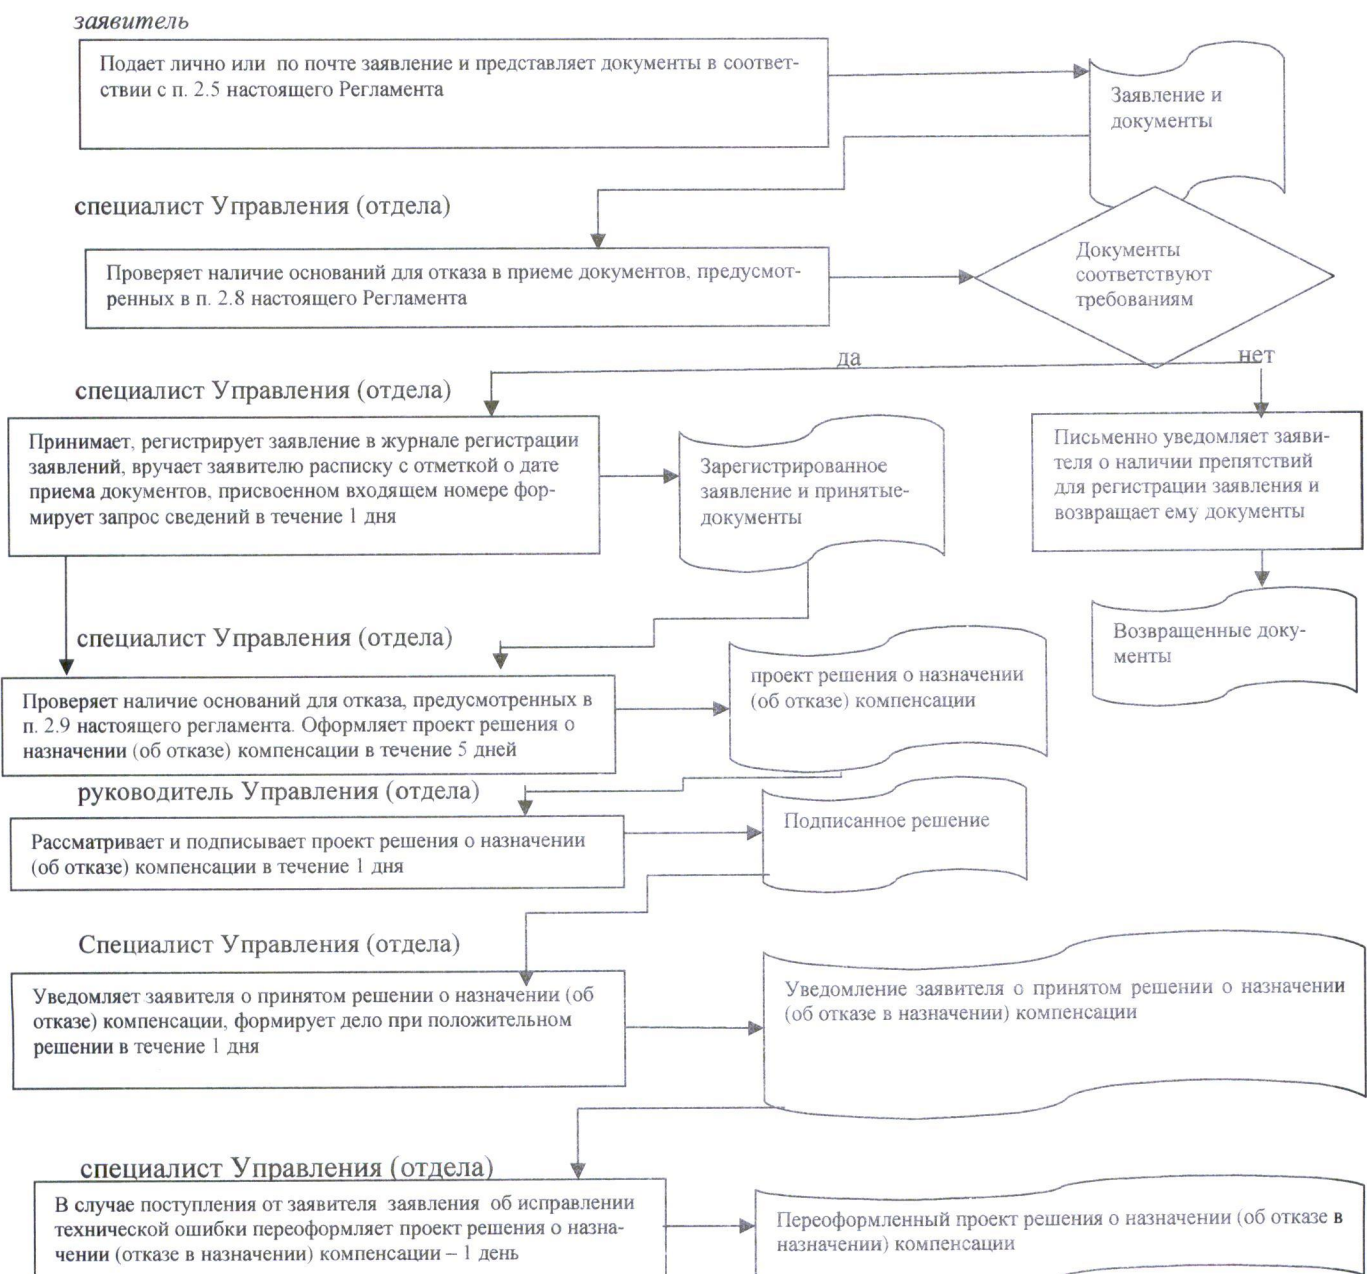 заявитель
Подает лично или по почте заявление и представляет документы в соответ-
ствии с п. 2.5 настоящего Регламента
Заявление и
документы
специалист Управления (отдела)
Проверяет наличие оснований для отказа в приеме документов, предусмот-
ренных в п. 2.8 настоящего Регламента
Документы
соответствуют
требованиям
да
нет
специалист Управления (отдела)
Принимает, регистрирует заявление в журнале регистрации
заявлений, вручает заявителю расписку с отметкой о дате
приема документов, присвоенном входящем номере фор-
мирует запрос сведений в течение 1 дня
Зарегистрированное
заявление и принятые-
документы
Письменно уведомляет заяви-
теля о наличии препятствий
для регистрации заявления и
возвращает ему документы
Возвращенные доку-
менты
специалист Управления (отдела)
Проверяет наличие оснований для отказа, предусмотренных в
п. 2.9 настоящего регламента. Оформляет проект решения о
назначении (об отказе) компенсации в течение 5 дней
проект решения о назначении
(об отказе) компенсации
руководитель Управления (отдела)
Рассматривает и подписывает проект решения о назначении
(об отказе) компенсации в течение 1 дня
Подписанное решение
Специалист Управления (отдела)
Уведомляет заявителя о принятом решении о назначении (об
отказе) компенсации, формирует дело при положительном
решении в течение 1 дня
Уведомление заявителя о принятом решении о назначении
(об отказе в назначении) компенсации
специалист Управления (отдела)
В случае поступления от заявителя заявления об исправлении
технической ошибки переоформляет проект решения о назна-
чении (отказе в назначении) компенсации – 1 день
Переоформленный проект решения о назначении (об отказе в
назначении) компенсации